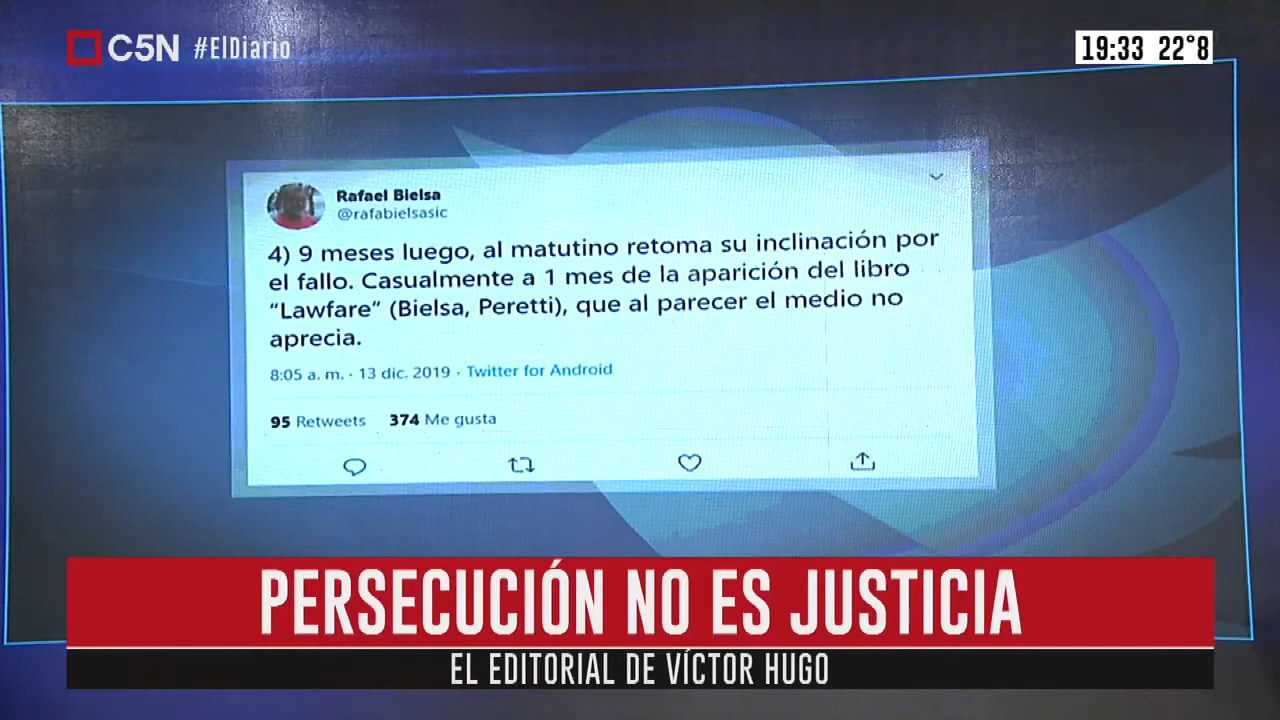 C5N #ElDiario
19:33 22°8
Rafael Bielsa
@rafabielsasic
4) 9 meses luego, al matutino retoma su inclinación por
el fallo. Casualmente a 1 mes de la aparición del libro
“Lawfare” (Bielsa, Peretti), que al parecer el medio no
aprecia.
8:05 a. m. · 13 dic. 2019 · Twitter for Android
95 Retweets 374 Me gusta
PERSECUCIÓN NO ES JUSTICIA
EL EDITORIAL DE VÍCTOR HUGO